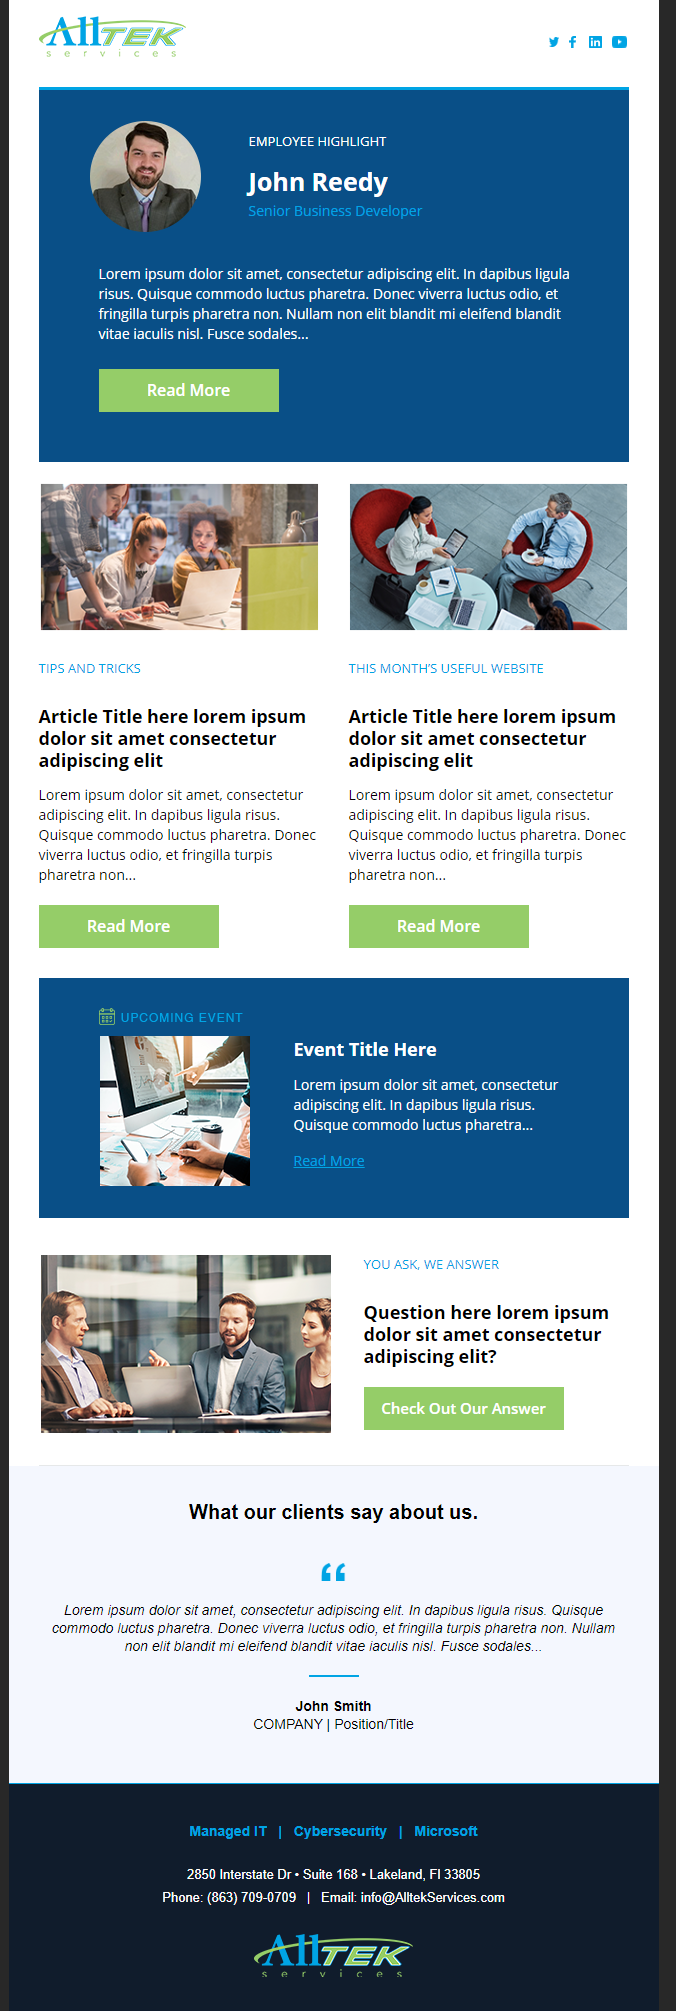 AllTEK
services
EMPLOYEE HIGHLIGHT
John Reedy
Senior Business Developer
Lorem ipsum dolor sit amet, consectetur adipiscing elit. In dapibus ligula
risus. Quisque commodo luctus pharetra. Donec viverra luctus odio, et
fringilla turpis pharetra non. Nullam non elit blandit mi eleifend blandit
vitae iaculis nisl. Fusce sodales...
Read More
TIPS AND TRICKS
Article Title here lorem ipsum
dolor sit amet consectetur
adipiscing elit
Lorem ipsum dolor sit amet, consectetur
adipiscing elit. In dapibus ligula risus.
Quisque commodo luctus pharetra. Donec
viverra luctus odio, et fringilla turpis
pharetra non...
Read More
THIS MONTH'S USEFUL WEBSITE
Article Title here lorem ipsum
dolor sit amet consectetur
adipiscing elit
Lorem ipsum dolor sit amet, consectetur
adipiscing elit. In dapibus ligula risus.
Quisque commodo luctus pharetra. Donec
viverra luctus odio, et fringilla turpis
pharetra non...
Read More
UPCOMING EVENT
Event Title Here
Lorem ipsum dolor sit amet, consectetur
adipiscing elit. In dapibus ligula risus.
Quisque commodo luctus pharetra...
Read More
YOU ASK, WE ANSWER
Question here lorem ipsum
dolor sit amet consectetur
adipiscing elit?
Check Out Our Answer
What our clients say about us.
“
Lorem ipsum dolor sit amet, consectetur adipiscing elit. In dapibus ligula risus. Quisque
commodo luctus pharetra. Donec viverra luctus odio, et fringilla turpis pharetra non. Nullam
non elit blandit mi eleifend blandit vitae iaculis nisl. Fusce sodales...
John Smith
COMPANY | Position/Title
Managed IT | Cybersecurity | Microsoft
2850 Interstate Dr • Suite 168 • Lakeland, Fl 33805
Phone: (863) 709-0709 | Email: info@AlltekServices.com
AllTEK
services